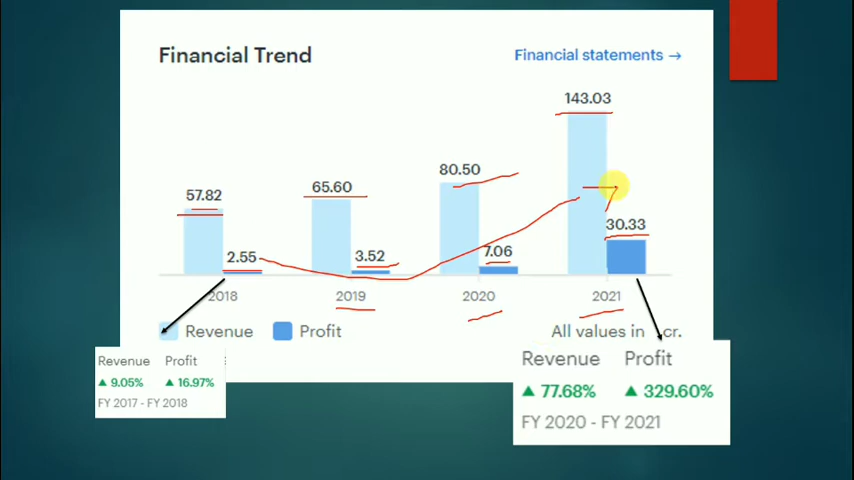 Financial Trend
Financial statements →
143.03
80.50
65.60
57.82
30.33
7.06
3.52
2.55
2018 2019 2020 2021
Revenue Profit
All values in cr.
Revenue Profit
▲ 9.05% ▲ 16.97%
FY 2017 - FY 2018
Revenue Profit
▲ 77.68% ▲ 329.60%
FY 2020 - FY 2021